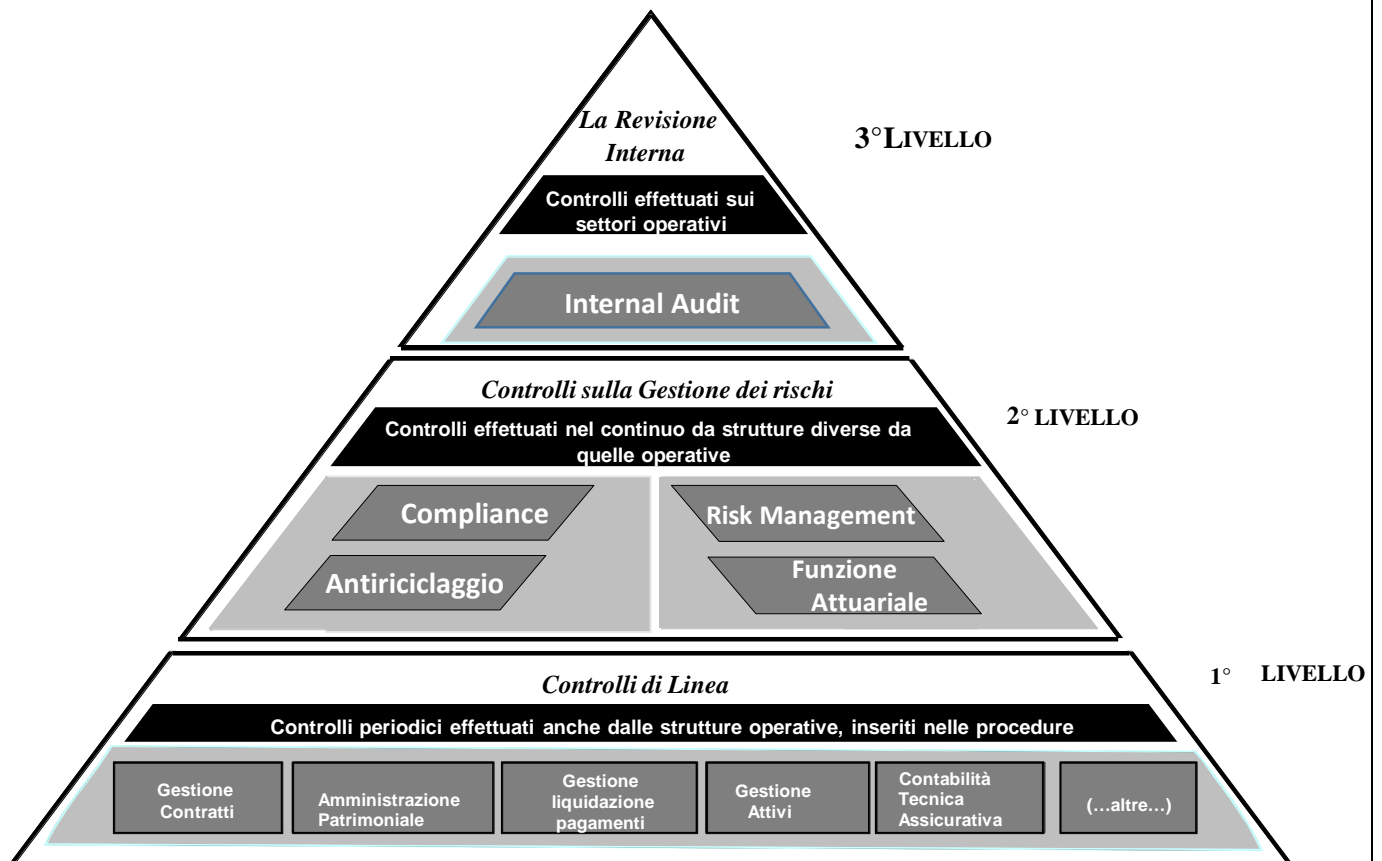 La Revisione
Interna
3°LIVELLO
Controlli effettuati sui
settori operativi
Internal Audit
Controlli sulla Gestione dei rischi
2° LIVELLO
Controlli effettuati nel continuo da strutture diverse da
quelle operative
Compliance
Risk Management
Antiriciclaggio
Funzione
Attuariale
1° LIVELLO
Controlli di Linea
Controlli periodici effettuati anche dalle strutture operative, inseriti nelle procedure
Gestione
Contratti
Amministrazione
Patrimoniale
Gestione
liquidazione
pagamenti
Gestione
Attivi
Contabilità
Tecnica
Assicurativa
(…altre…)